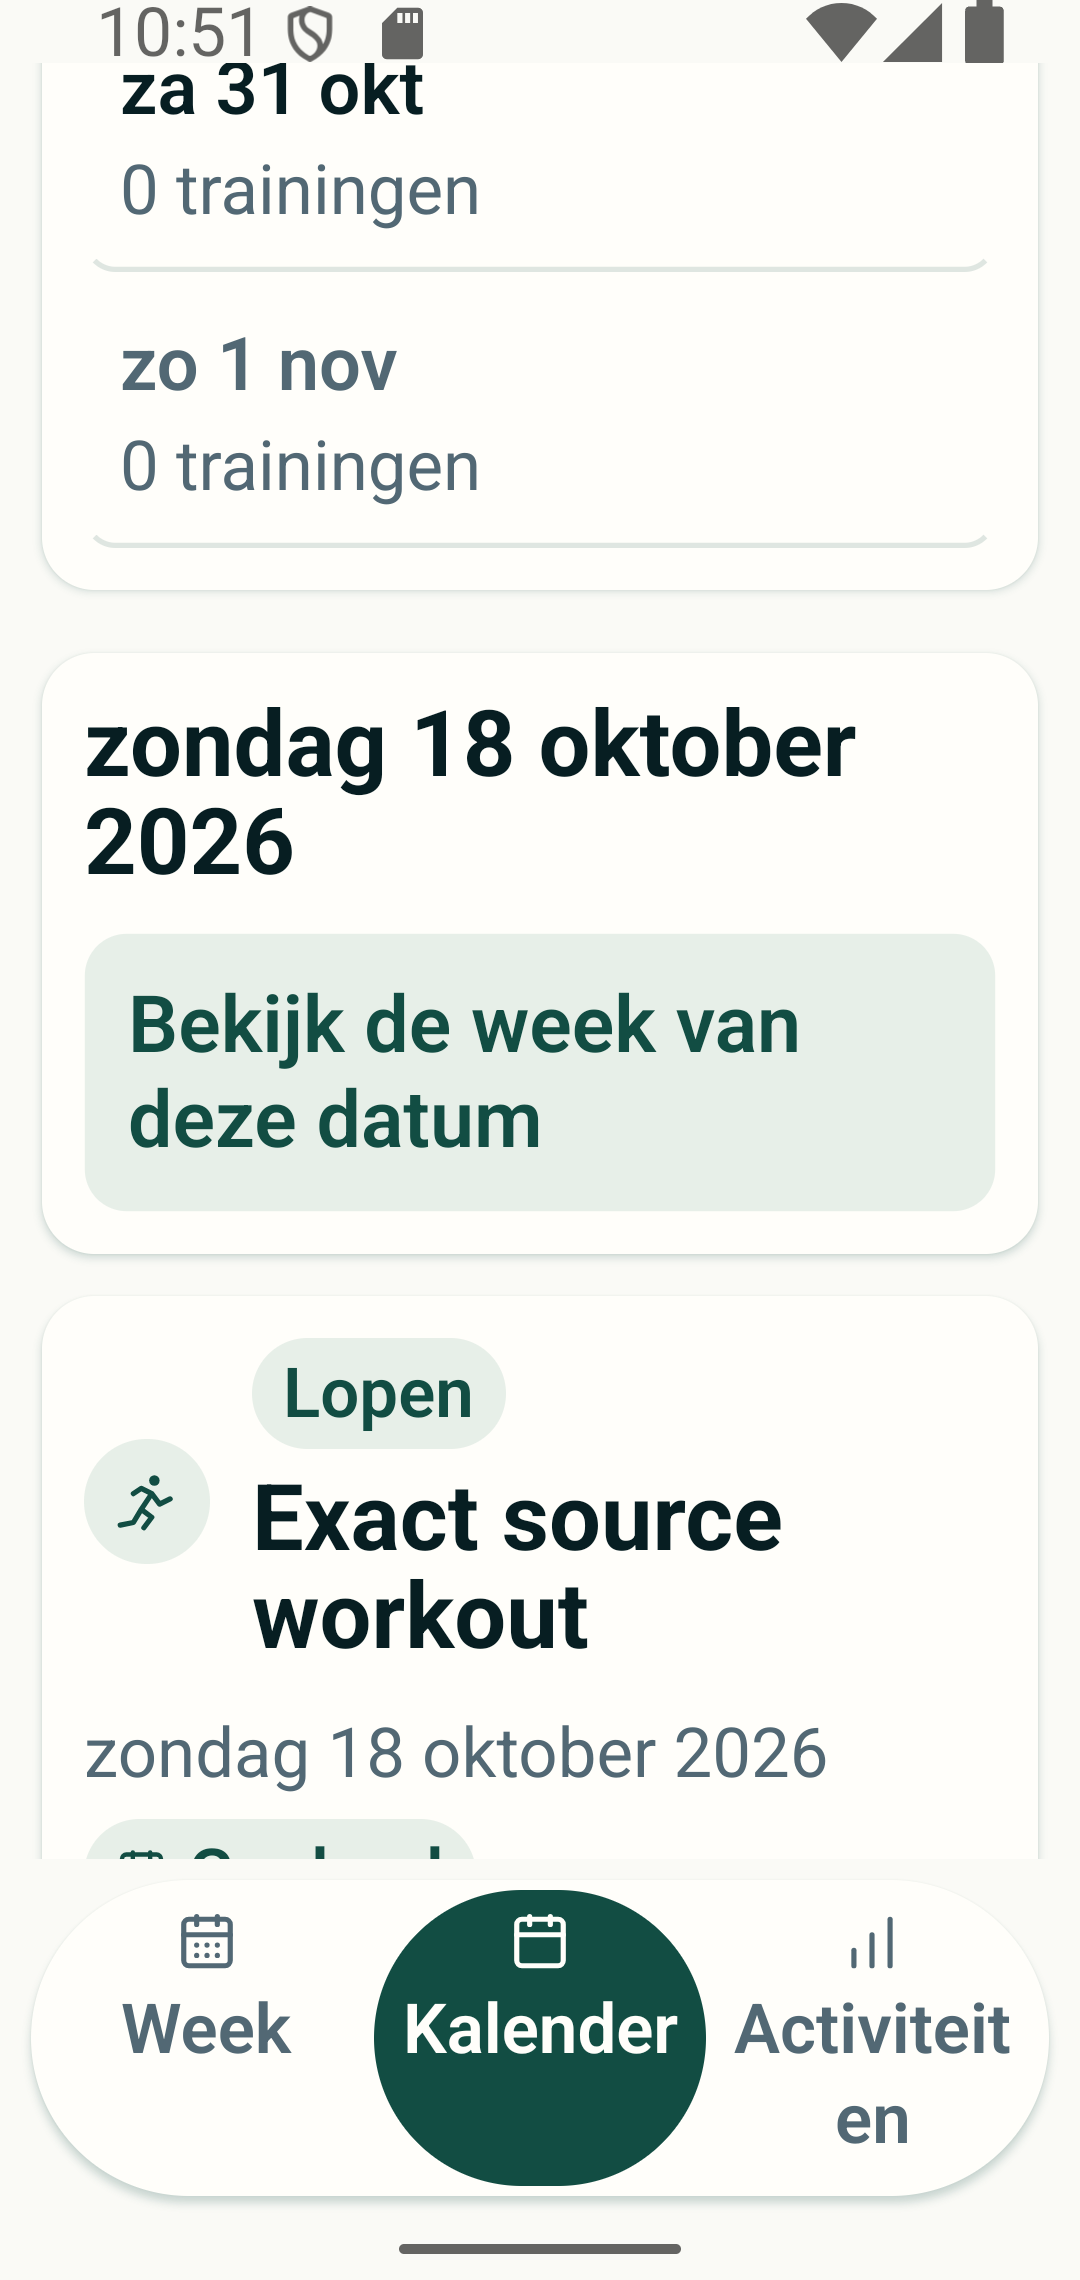 10:51
za 31 okt
0 trainingen
zo 1 nov
0 trainingen
zondag 18 oktober
2026
Bekijk de week van
deze datum
Lopen
Exact source
workout
zondag 18 oktober 2026
Week
Kalender
Activiteit
en